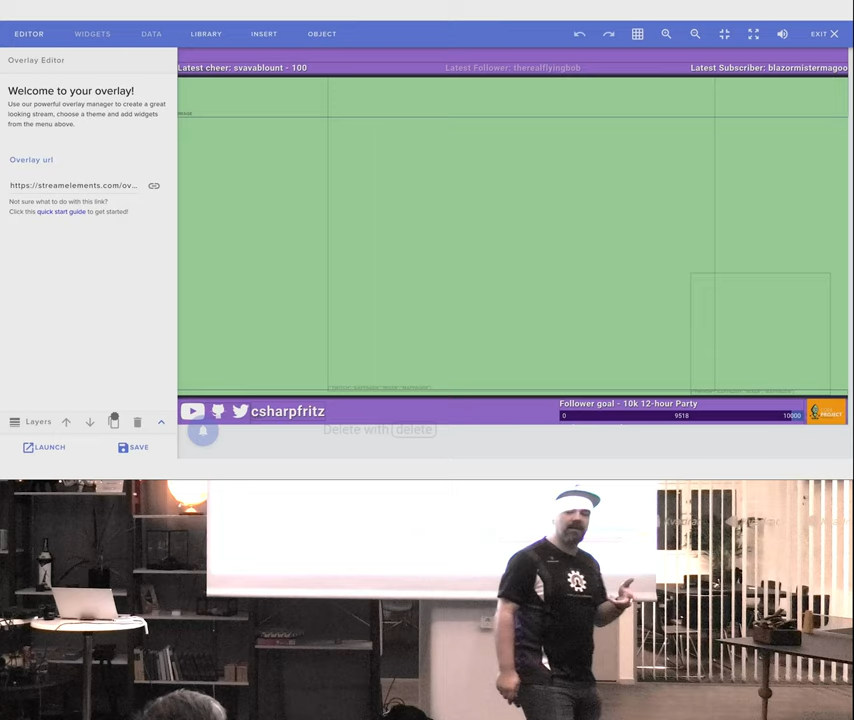 EDITOR WIDGETS DATA LIBRARY INSERT OBJECT EXIT
Overlay Editor
Latest cheer: svavablount - 100 Latest Follower: therealflyingbob Latest Subscriber: blazormistermagoo
Welcome to your overlay!
Use our powerful overlay manager to create a great
looking stream, choose a theme and add widgets
from the menu above.
Overlay url
https://streamelements.com/ov...
Not sure what to do with this link?
Click this quick start guide to get started!
csharpfritz
Follower goal - 10k 12-hour Party
0 9518 10000
PROJECT
Layers
Delete with delete
LAUNCH SAVE